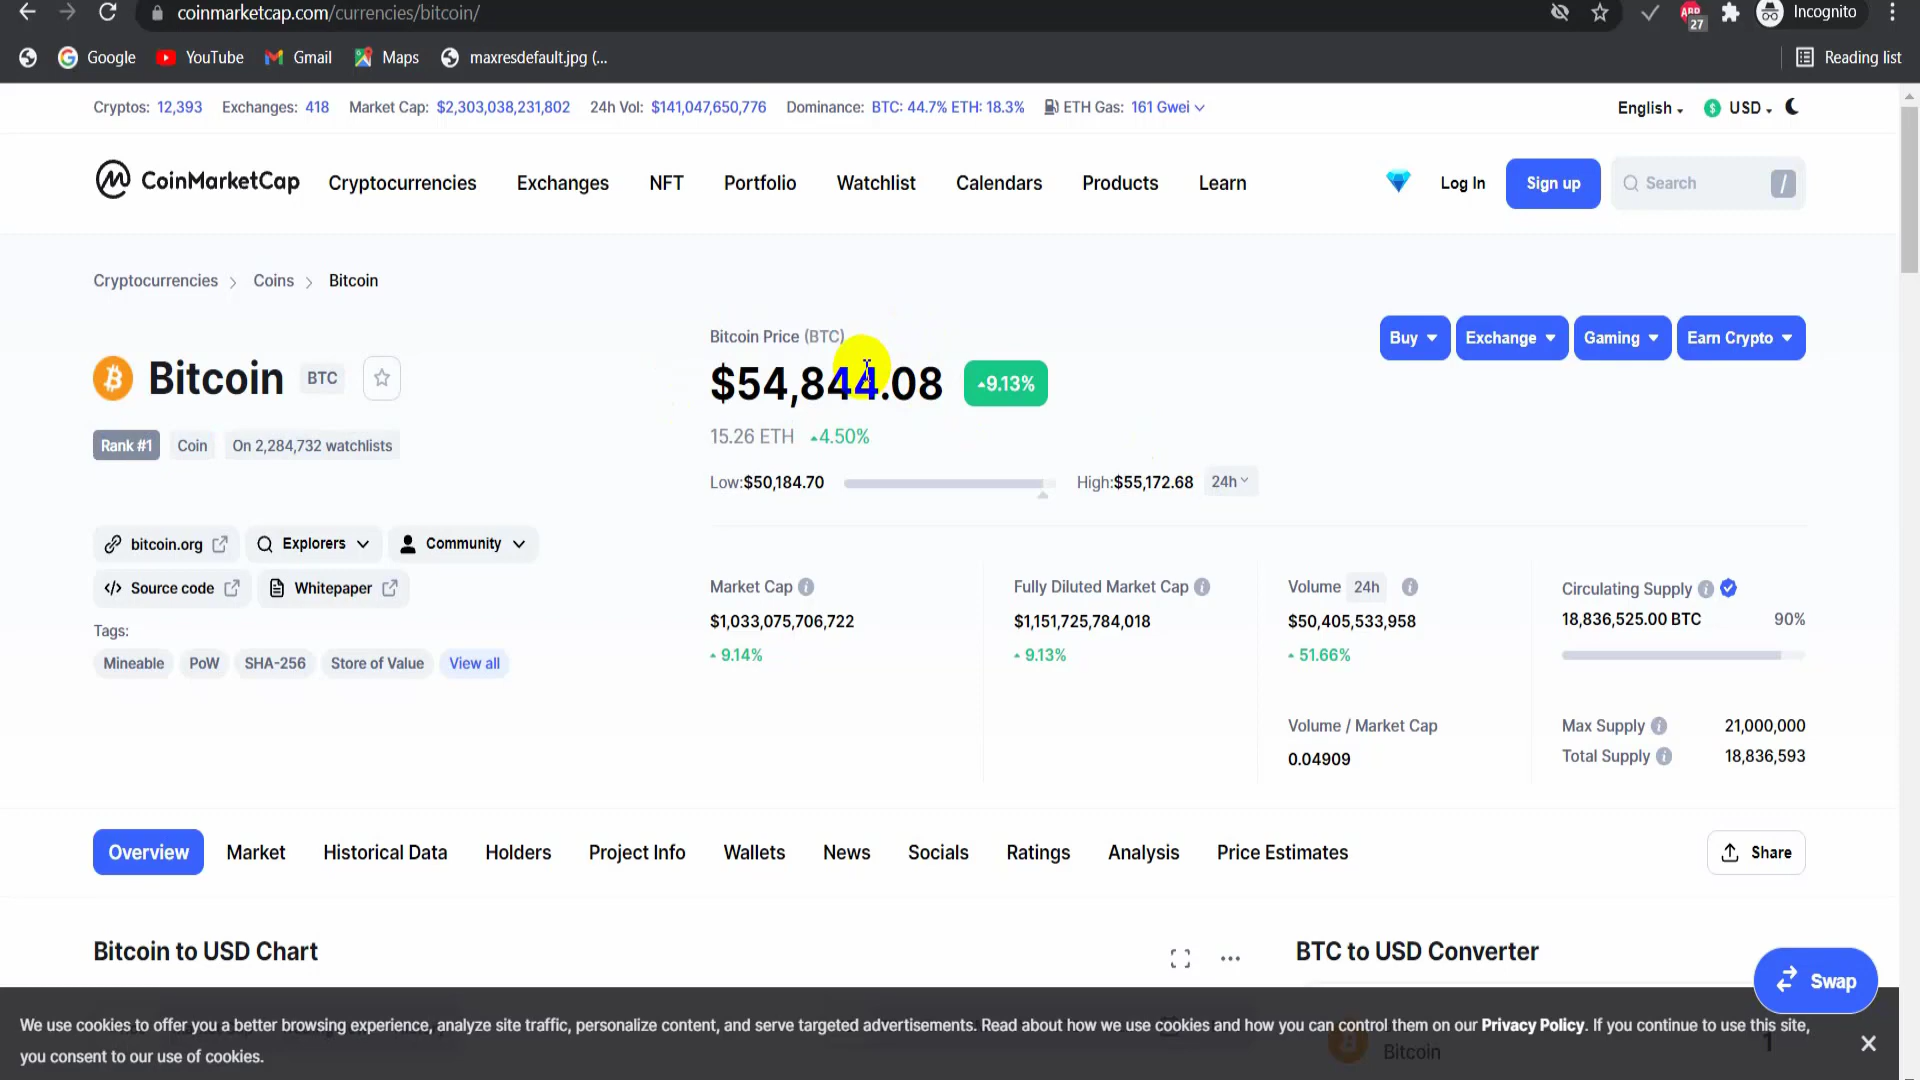 coinmarketcap.com/currencies/bitcoin/
ABP
27
Incognito
Google
YouTube
Gmail
Maps
maxresdefault.jpg (...
Reading list
Cryptos: 12,393 Exchanges: 418 Market Cap: $2,303,038,231,802 24h Vol: $141,047,650,776 Dominance: BTC: 44.7% ETH: 18.3% ETH Gas: 161 Gwei
English
USD
CoinMarketCap
Cryptocurrencies Exchanges NFT Portfolio Watchlist Calendars Products Learn
Log In
Sign up
Search
/
Cryptocurrencies > Coins > Bitcoin
Bitcoin Price (BTC)
Buy
Exchange
Gaming
Earn Crypto
Bitcoin
BTC
$54,844.08
9.13%
15.26 ETH 4.50%
Rank #1
Coin
On 2,284,732 watchlists
Low:$50,184.70
High:$55,172.68
24h
bitcoin.org
Explorers
Community
Source code
Whitepaper
Tags:
Mineable
PoW
SHA-256
Store of Value
View all
Market Cap
$1,033,075,706,722
9.14%
Fully Diluted Market Cap
$1,151,725,784,018
9.13%
Volume 24h
$50,405,533,958
51.66%
Volume / Market Cap
0.04909
Circulating Supply
18,836,525.00 BTC
90%
Max Supply 21,000,000
Total Supply 18,836,593
Overview
Market
Historical Data
Holders
Project Info
Wallets
News
Socials
Ratings
Analysis
Price Estimates
Share
Bitcoin to USD Chart
...
BTC to USD Converter
Swap
We use cookies to offer you a better browsing experience, analyze site traffic, personalize content, and serve targeted advertisements. Read about how we use cookies and how you can control them on our Privacy Policy. If you continue to use this site,
you consent to our use of cookies.
Bitcoin
1